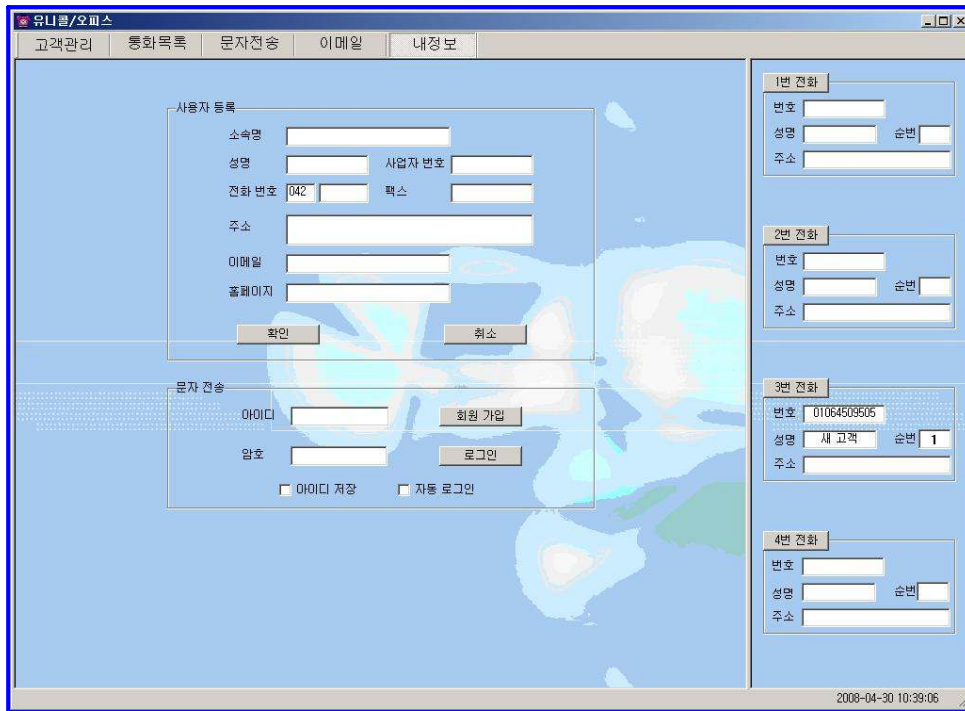 유니콜/오피스
고객관리 통화목록 문자전송 이메일 내정보
사용자 등록
소속명
성명 사업자 번호
전화 번호 042 팩스
주소
이메일
홈페이지
확인 취소
문자 전송
아이디 회원 가입
암호 로그인
아이디 저장 자동 로그인
1번 전화
번호
성명 순번
주소
2번 전화
번호
성명 순번
주소
3번 전화
번호 01064509505
성명 새 고객 순번 1
주소
4번 전화
번호
성명 순번
주소
2008-04-30 10:39:06